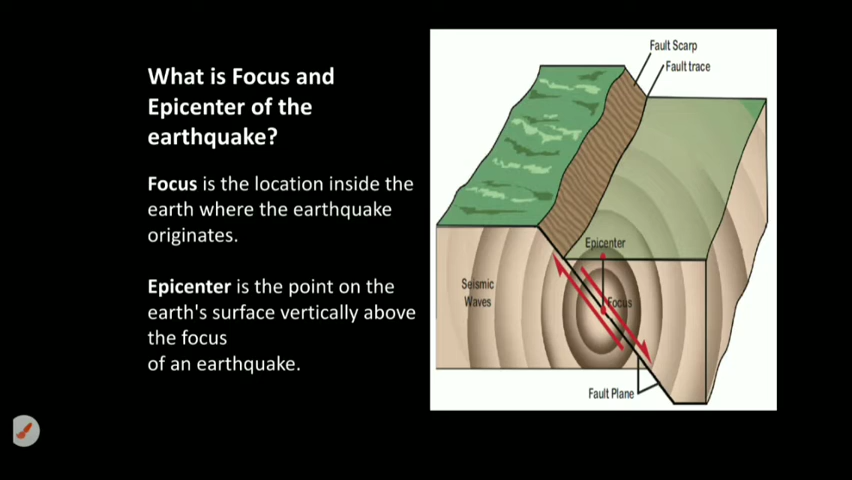 What is Focus and
Epicenter of the
earthquake?
Focus is the location inside the
earth where the earthquake
originates.
Epicenter is the point on the
earth's surface vertically above
the focus
of an earthquake.
Fault Scarp
Fault trace
Epicenter
Seismic
Waves
Focus
Fault Plane